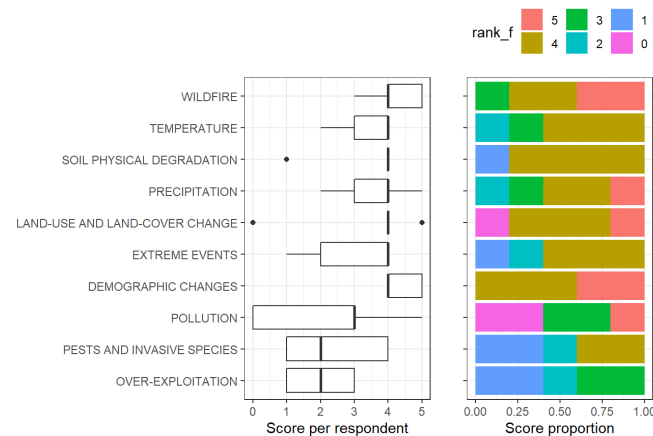 rank_f 5 3 1
4 2 0
WILDFIRE
TEMPERATURE
SOIL PHYSICAL DEGRADATION
PRECIPITATION
LAND-USE AND LAND-COVER CHANGE
EXTREME EVENTS
DEMOGRAPHIC CHANGES
POLLUTION
PESTS AND INVASIVE SPECIES
OVER-EXPLOITATION
0 1 2 3 4 5 0.00 0.25 0.50 0.75 1.00
Score per respondent Score proportion